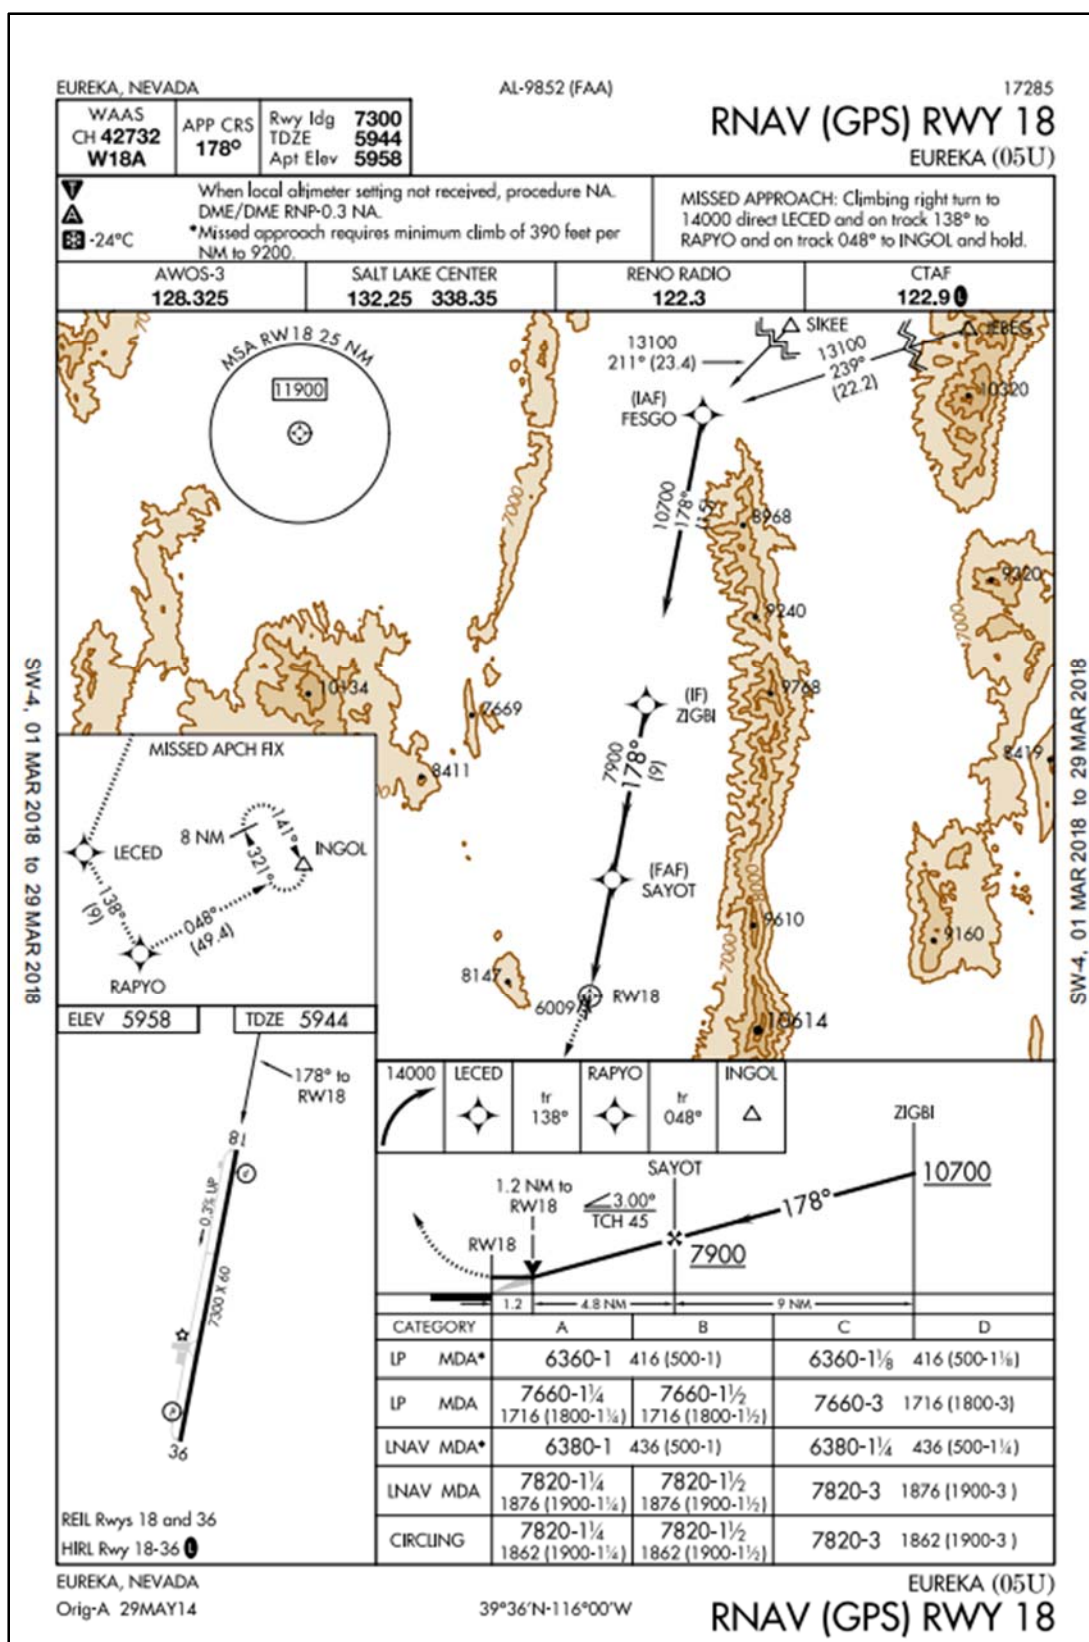 EUREKA, NEVADA
AL-9852 (FAA)
17285
WAAS
CH 42732
W18A
APP CRS
178°
Rwy ldg 7300
TDZE 5944
Apt Elev 5958
RNAV (GPS) RWY 18
EUREKA (05U)
T
A
-24°C
When local altimeter setting not received, procedure NA.
DME/DME RNP-0.3 NA.
*Missed approach requires minimum climb of 390 feet per
NM to 9200.
MISSED APPROACH: Climbing right turn to
14000 direct LECED and on track 138° to
RAPYO and on track 048° to INGOL and hold.
AWOS-3
128.325
SALT LAKE CENTER
132.25 338.35
RENO RADIO
122.3
CTAF
122.9 L
MSA RW18 25 NM
11900
13100
211° (23.4)
SIKEE
13100
239°
(22.2)
10320
(IAF)
FESGO
7000
10700
178°
(15)
8968
9320
7000
9240
10134
7669
(IF)
ZIGBI
9768
8411
7900
178°
(9)
8419
MISSED APCH FIX
8 NM
141°
321°
INGOL
LECED
138°
(9)
048°
(49.4)
RAPYO
(FAF)
SAYOT
8000
9610
9160
7000
8147
6009
RW18
10614
SW-4, 01 MAR 2018 to 29 MAR 2018
SW-4, 01 MAR 2018 to 29 MAR 2018
ELEV 5958
TDZE 5944
178° to
RW18
18
0.3% UP
7300 X 60
36
REIL Rwys 18 and 36
HIRL Rwy 18-36 L
14000
LECED
tr
138°
RAPYO
tr
048°
INGOL
ZIGBI
SAYOT
10700
1.2 NM to
RW18
3.00°
TCH 45
178°
RW18
7900
1.2
4.8 NM
9 NM
CATEGORY A B C D
LP MDA* 6360-1 416 (500-1) 6360-1⅛ 416 (500-1⅛)
LP MDA 7660-1¼ 7660-1½ 7660-3 1716 (1800-3)
1716 (1800-1¼) 1716 (1800-1½)
LNAV MDA* 6380-1 436 (500-1) 6380-1¼ 436 (500-1¼)
LNAV MDA 7820-1¼ 7820-1½ 7820-3 1876 (1900-3 )
1876 (1900-1¼) 1876 (1900-1½)
CIRCLING 7820-1¼ 7820-1½ 7820-3 1862 (1900-3 )
1862 (1900-1¼) 1862 (1900-1½)
EUREKA, NEVADA
Orig-A 29MAY14
39°36'N-116°00'W
EUREKA (05U)
RNAV (GPS) RWY 18